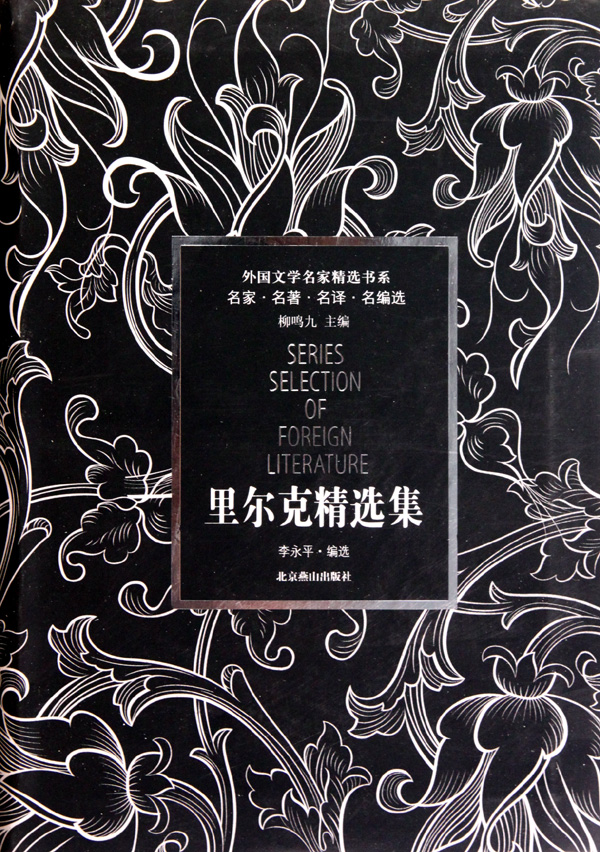 外国文学名家精选书系
名家·名著·名译·名编选
柳鸣九 主编
SERIES
SELECTION
OF
FOREIGN
LITERATURE
里尔克精选集
李永平·编选
北京燕山出版社